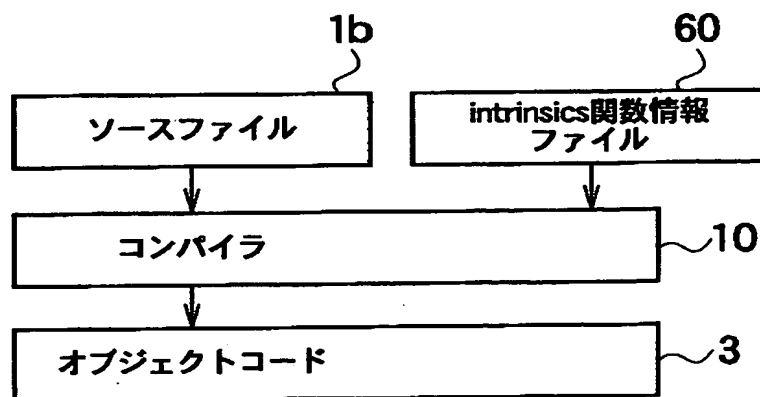 1b
60
ソースファイル
intrinsics関数情報
ファイル
コンパイラ
10
オブジェクトコード
3